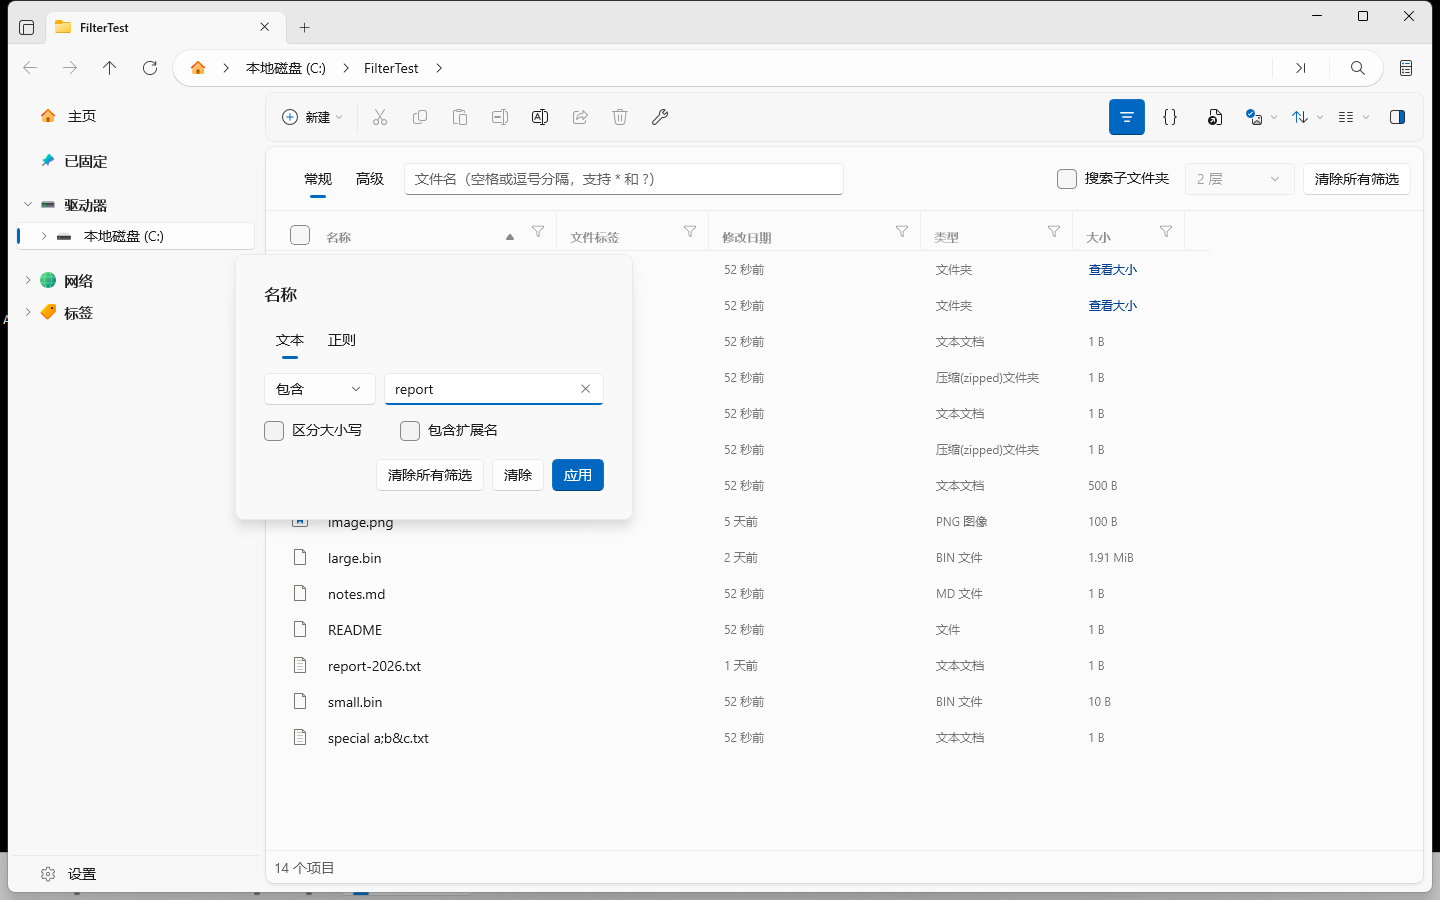 FilterTest
本地磁盘 (C:)
FilterTest
主页
新建
已固定
常规
高级
文件名（空格或逗号分隔，支持 * 和 ?）
搜索子文件夹
2 层
清除所有筛选
驱动器
本地磁盘 (C:)
名称
文件标签
修改日期
类型
大小
网络
标签
名称
文本
正则
包含
report
区分大小写
包含扩展名
清除所有筛选
清除
应用
52 秒前 文件夹 查看大小
52 秒前 文件夹 查看大小
52 秒前 文本文档 1 B
52 秒前 压缩(zipped)文件夹 1 B
52 秒前 文本文档 1 B
52 秒前 压缩(zipped)文件夹 1 B
52 秒前 文本文档 500 B
image.png 5 天前 PNG 图像 100 B
large.bin 2 天前 BIN 文件 1.91 MiB
notes.md 52 秒前 MD 文件 1 B
README 52 秒前 文件 1 B
report-2026.txt 1 天前 文本文档 1 B
small.bin 52 秒前 BIN 文件 10 B
special a;b&c.txt 52 秒前 文本文档 1 B
14 个项目
设置